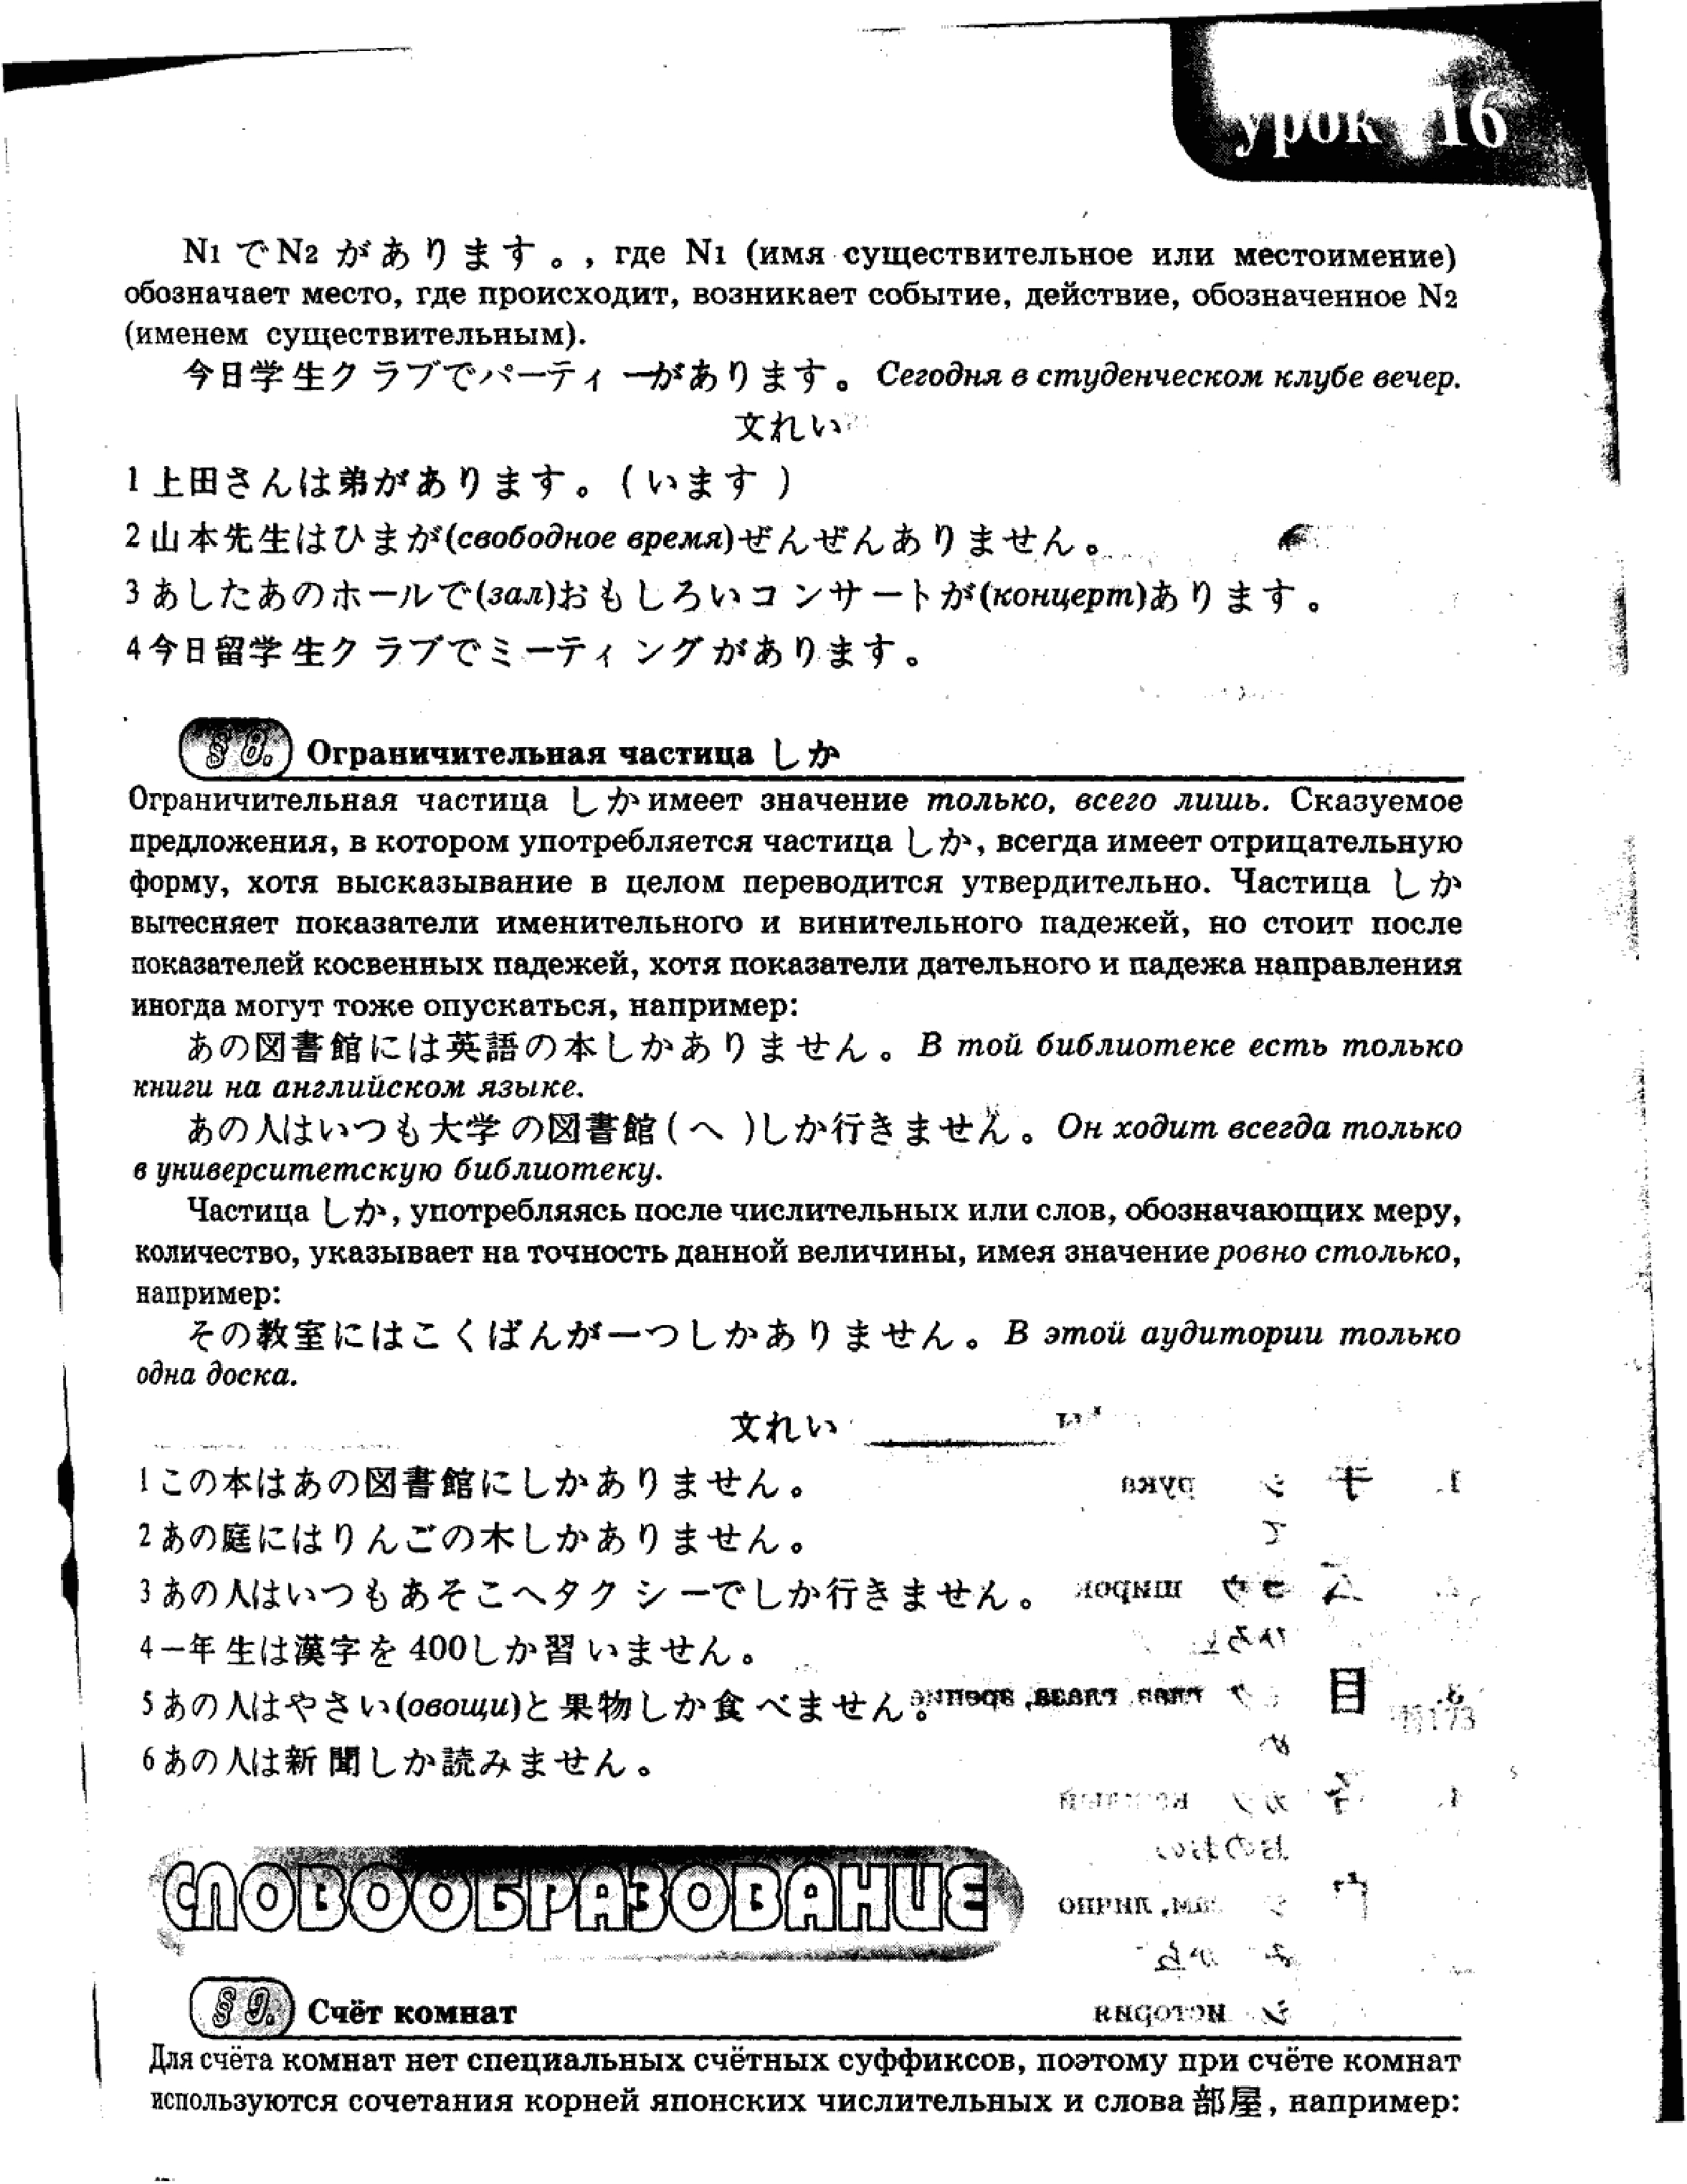 урок 16
N1 でN2 があります。, где N1 (имя существительное или местоимение)
обозначает место, где происходит, возникает событие, действие, обозначенное N2
(именем существительным).
今日学生クラブでパーティーがあります。Сегодня в студенческом клубе вечер.
文れい
1 上田さんは弟があります。(います)
2 山本先生はひまが(свободное время)ぜんぜんありません。
3 あしたあのホールで(зал)おもしろいコンサートが(концерт)あります。
4 今日留学生クラブでミーティングがあります。
§ 8. Ограничительная частица しか
Ограничительная частица しか имеет значение только, всего лишь. Сказуемое
предложения, в котором употребляется частица しか, всегда имеет отрицательную
форму, хотя высказывание в целом переводится утвердительно. Частица しか
вытесняет показатели именительного и винительного падежей, но стоит после
показателей косвенных падежей, хотя показатели дательного и падежа направления
иногда могут тоже опускаться, например:
あの図書館には英語の本しかありません。В той библиотеке есть только
книги на английском языке.
あの人はいつも大学の図書館(へ)しか行きません。Он ходит всегда только
в университетскую библиотеку.
Частица しか, употребляясь после числительных или слов, обозначающих меру,
количество, указывает на точность данной величины, имея значение ровно столько,
например:
その教室にはこくばんが一つしかありません。В этой аудитории только
одна доска.
文れい
1 この本はあの図書館にしかありません。
2 あの庭にはりんごの木しかありません。
3 あの人はいつもあそこへタクシーでしか行きません。
4 一年生は漢字を400しか習いません。
5 あの人はやさい(овощи)と果物しか食べません。
6 あの人は新聞しか読みません。
СЛОВООБРАЗОВАНИЕ
§ 9. Счёт комнат
Для счёта комнат нет специальных счётных суффиксов, поэтому при счёте комнат
используются сочетания корней японских числительных и слова 部屋, например: